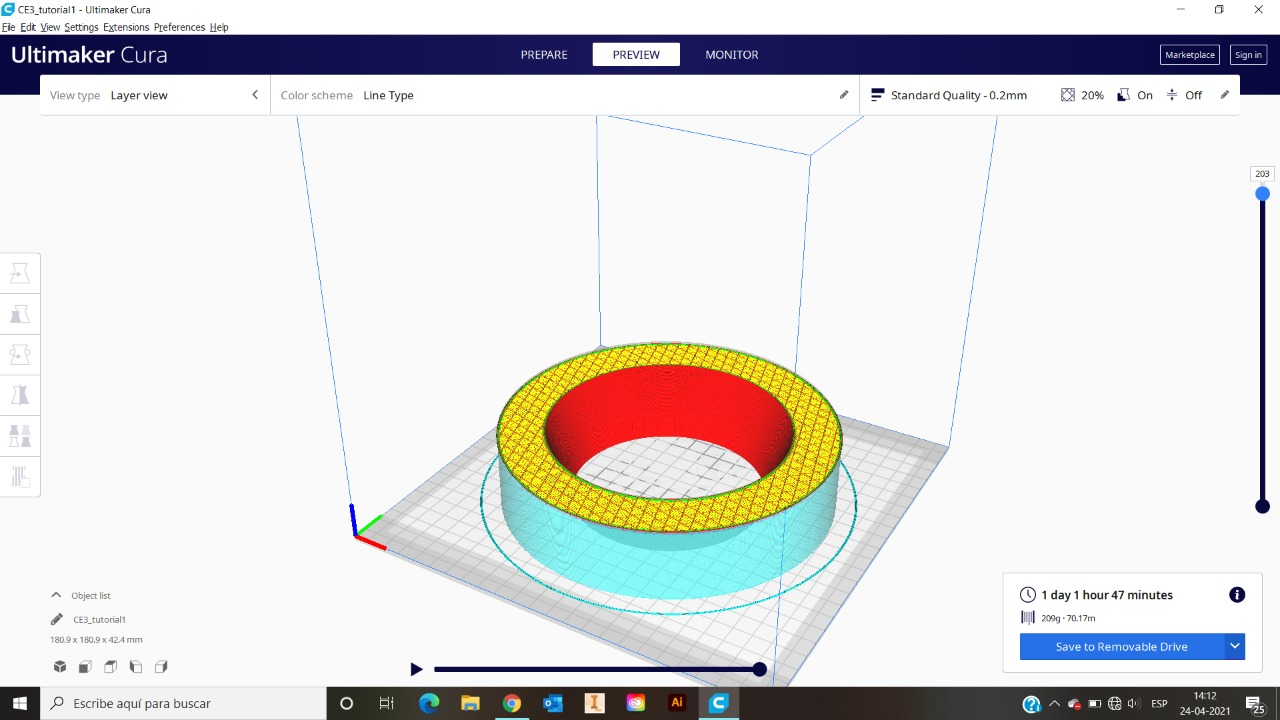 CE3_tutorial1 - Ultimaker Cura
File Edit View Settings Extensions Preferences Help
Ultimaker Cura
PREPARE
PREVIEW
MONITOR
Marketplace
Sign in
View type Layer view
Color scheme Line Type
Standard Quality - 0.2mm
20%
On
Off
203
Object list
CE3_tutorial1
180.9 x 180.9 x 42.4 mm
1 day 1 hour 47 minutes
209g · 70.17m
Save to Removable Drive
Escribe aquí para buscar
ESP
14:12
24-04-2021
25